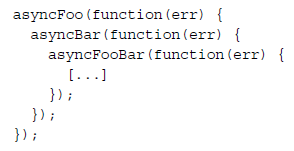 asyncFoo(function(err) {
  asyncBar(function(err) {
    asyncFooBar(function(err) {
      [...]
    });
  });
});